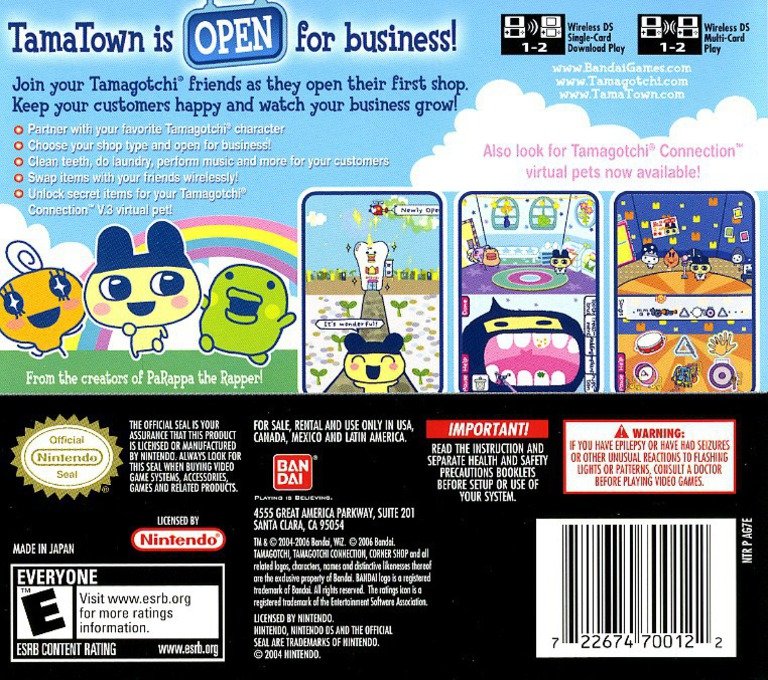 TamaTown is OPEN for business!
Join your Tamagotchi® friends as they open their first shop.
Keep your customers happy and watch your business grow!
Partner with your favorite Tamagotchi® character
Choose your shop type and open for business!
Clean teeth, do laundry, perform music and more for your customers
Swap items with your friends wirelessly!
Unlock secret items for your Tamagotchi®
Connection™ V.3 virtual pet!
1-2
Wireless DS
Single-Card
Download Play
1-2
Wireless DS
Multi-Card
Play
www.BandaiGames.com
www.Tamagotchi.com
www.TamaTown.com
Also look for Tamagotchi® Connection™
virtual pets now available!
Newly Ope
It's wonderful!
From the creators of PaRappa the Rapper!
Official
Nintendo
Seal
THE OFFICIAL SEAL IS YOUR
ASSURANCE THAT THIS PRODUCT
IS LICENSED OR MANUFACTURED
BY NINTENDO. ALWAYS LOOK FOR
THIS SEAL WHEN BUYING VIDEO
GAME SYSTEMS, ACCESSORIES,
GAMES AND RELATED PRODUCTS.
LICENSED BY
Nintendo®
MADE IN JAPAN
EVERYONE
E™
Visit www.esrb.org
for more ratings
information.
ESRB CONTENT RATING www.esrb.org
FOR SALE, RENTAL AND USE ONLY IN USA,
CANADA, MEXICO AND LATIN AMERICA.
BAN
DAI®
PLAYING IS BELIEVING.
4555 GREAT AMERICA PARKWAY, SUITE 201
SANTA CLARA, CA 95054
TM & © 2004-2006 Bandai, WiZ. © 2006 Bandai.
TAMAGOTCHI, TAMAGOTCHI CONNECTION, CORNER SHOP and all
related logos, characters, names and distinctive likenesses thereof
are the exclusive property of Bandai. BANDAI logo is a registered
trademark of Bandai. All rights reserved. The ratings icon is a
registered trademark of the Entertainment Software Association.
LICENSED BY NINTENDO.
NINTENDO, NINTENDO DS AND THE OFFICIAL
SEAL ARE TRADEMARKS OF NINTENDO.
© 2004 NINTENDO.
IMPORTANT!
READ THE INSTRUCTION AND
SEPARATE HEALTH AND SAFETY
PRECAUTIONS BOOKLETS
BEFORE SETUP OR USE OF
YOUR SYSTEM.
WARNING:
IF YOU HAVE EPILEPSY OR HAVE HAD SEIZURES
OR OTHER UNUSUAL REACTIONS TO FLASHING
LIGHTS OR PATTERNS, CONSULT A DOCTOR
BEFORE PLAYING VIDEO GAMES.
NTR P AG7E
7 22674 70012 2